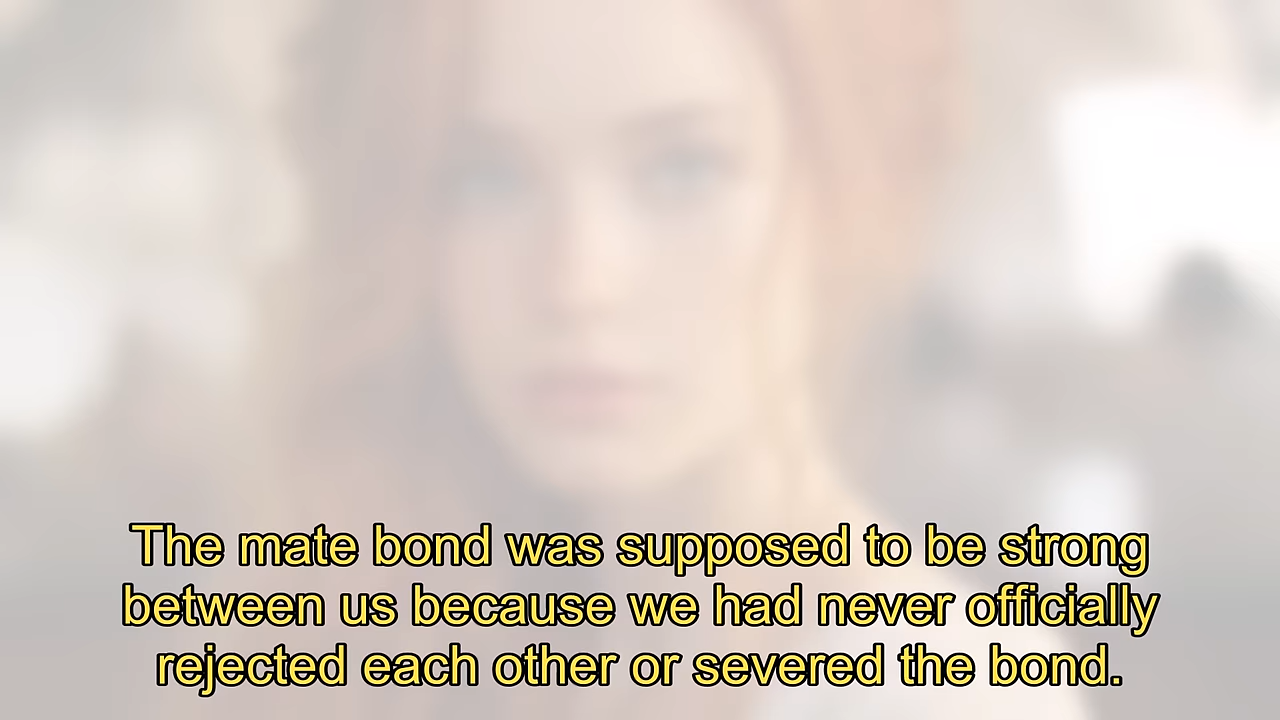 The mate bond was supposed to be strong
between us because we had never officially
rejected each other or severed the bond.